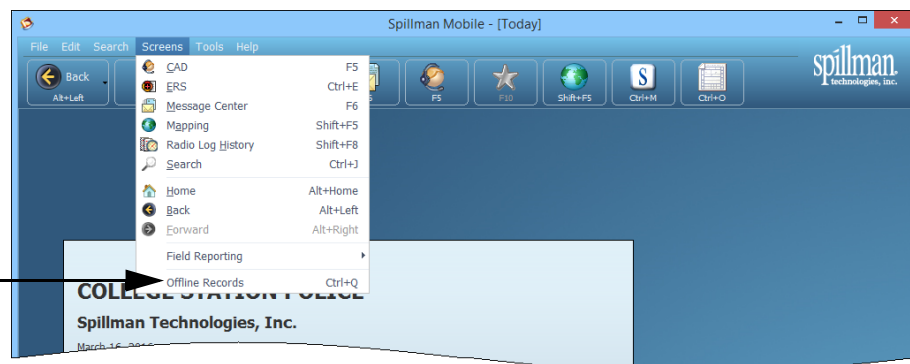 Spillman Mobile - [Today]
File Edit Search Screens Tools Help
spillman.
technologies, inc.
Back
Alt+Left
F5
F10
Shift+F5
S
Ctrl+M
Ctrl+O
CAD F5
ERS Ctrl+E
Message Center F6
Mapping Shift+F5
Radio Log History Shift+F8
Search Ctrl+J
Home Alt+Home
Back Alt+Left
Forward Alt+Right
Field Reporting
Offline Records Ctrl+Q
COLLEGE STATION POLICE
Spillman Technologies, Inc.
March 16, 2016